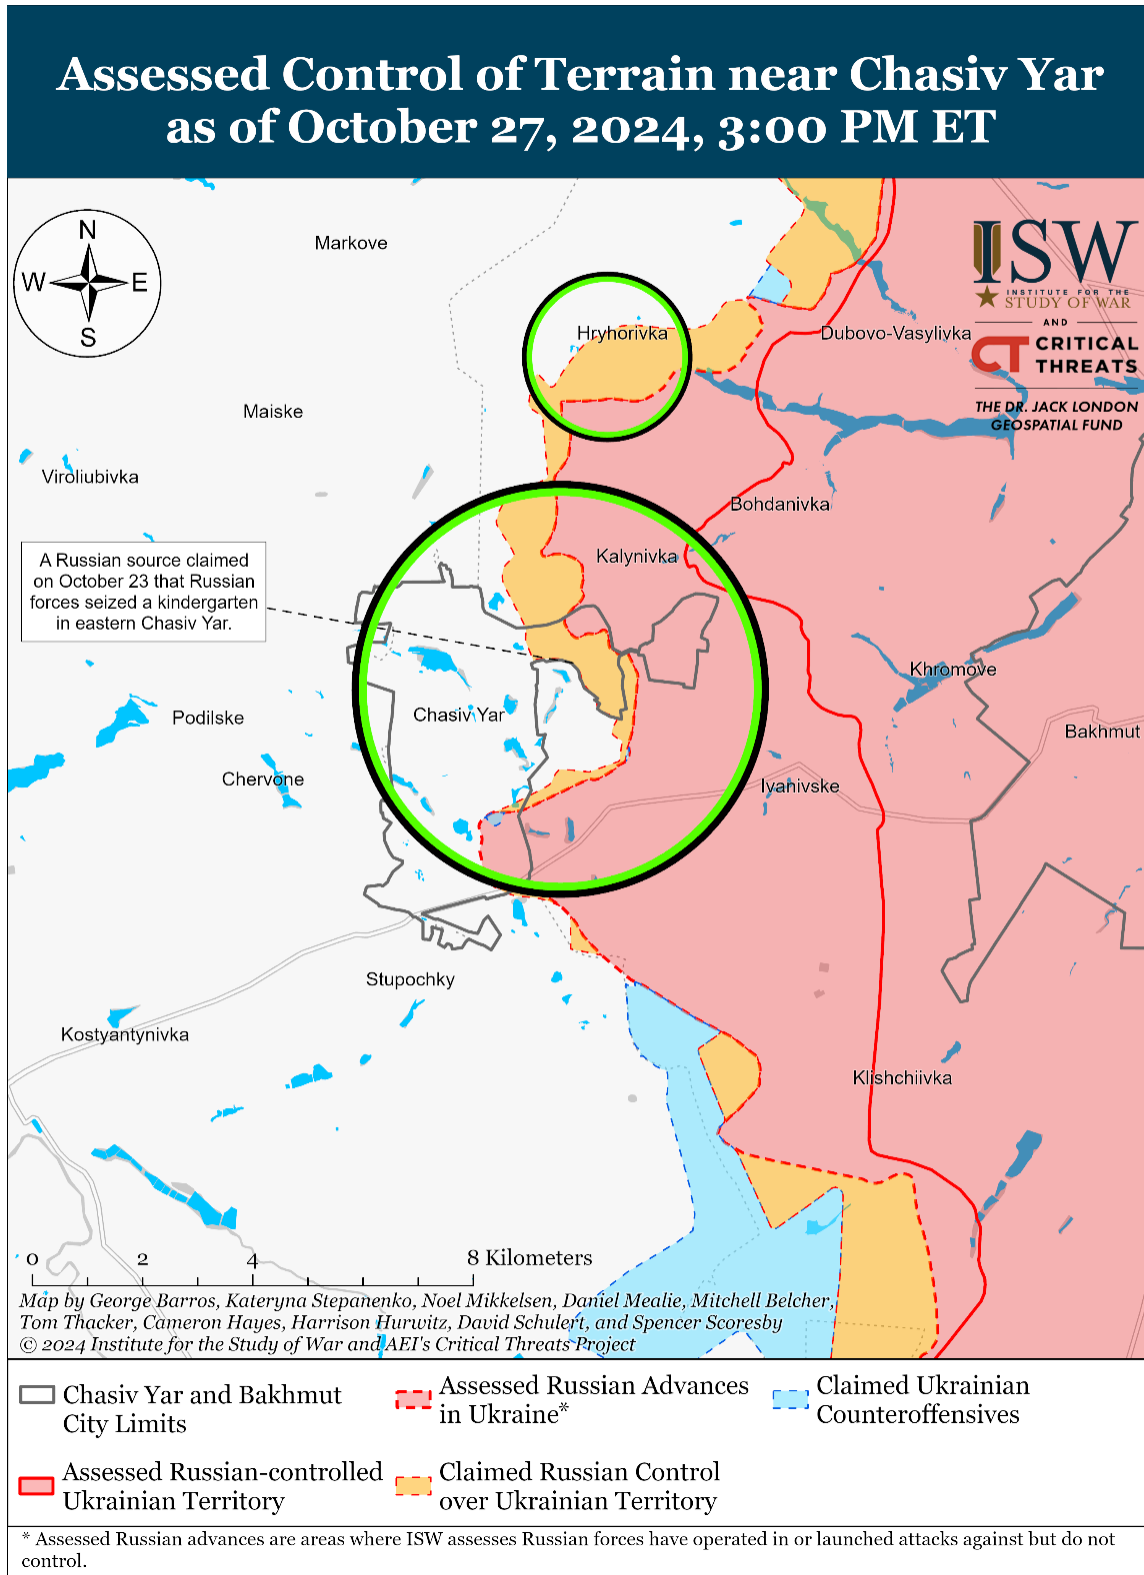 Assessed Control of Terrain near Chasiv Yar
as of October 27, 2024, 3:00 PM ET
N
W
E
S
Markove
ISW
INSTITUTE FOR THE
STUDY OF WAR
AND
CT CRITICAL
THREATS
THE DR. JACK LONDON
GEOSPATIAL FUND
Hryhorivka
Dubovo-Vasylivka
Maiske
Viroliubivka
Bohdanivka
Kalynivka
A Russian source claimed
on October 23 that Russian
forces seized a kindergarten
in eastern Chasiv Yar.
Khromove
Podilske
Chasiv Yar
Bakhmut
Chervone
Ivanivske
Stupochky
Kostyantynivka
Klishchiivka
0 2 4 8 Kilometers
Map by George Barros, Kateryna Stepanenko, Noel Mikkelsen, Daniel Mealie, Mitchell Belcher,
Tom Thacker, Cameron Hayes, Harrison Hurwitz, David Schulert, and Spencer Scoresby
© 2024 Institute for the Study of War and AEI's Critical Threats Project
Chasiv Yar and Bakhmut
City Limits
Assessed Russian Advances
in Ukraine*
Claimed Ukrainian
Counteroffensives
Assessed Russian-controlled
Ukrainian Territory
Claimed Russian Control
over Ukrainian Territory
* Assessed Russian advances are areas where ISW assesses Russian forces have operated in or launched attacks against but do not
control.